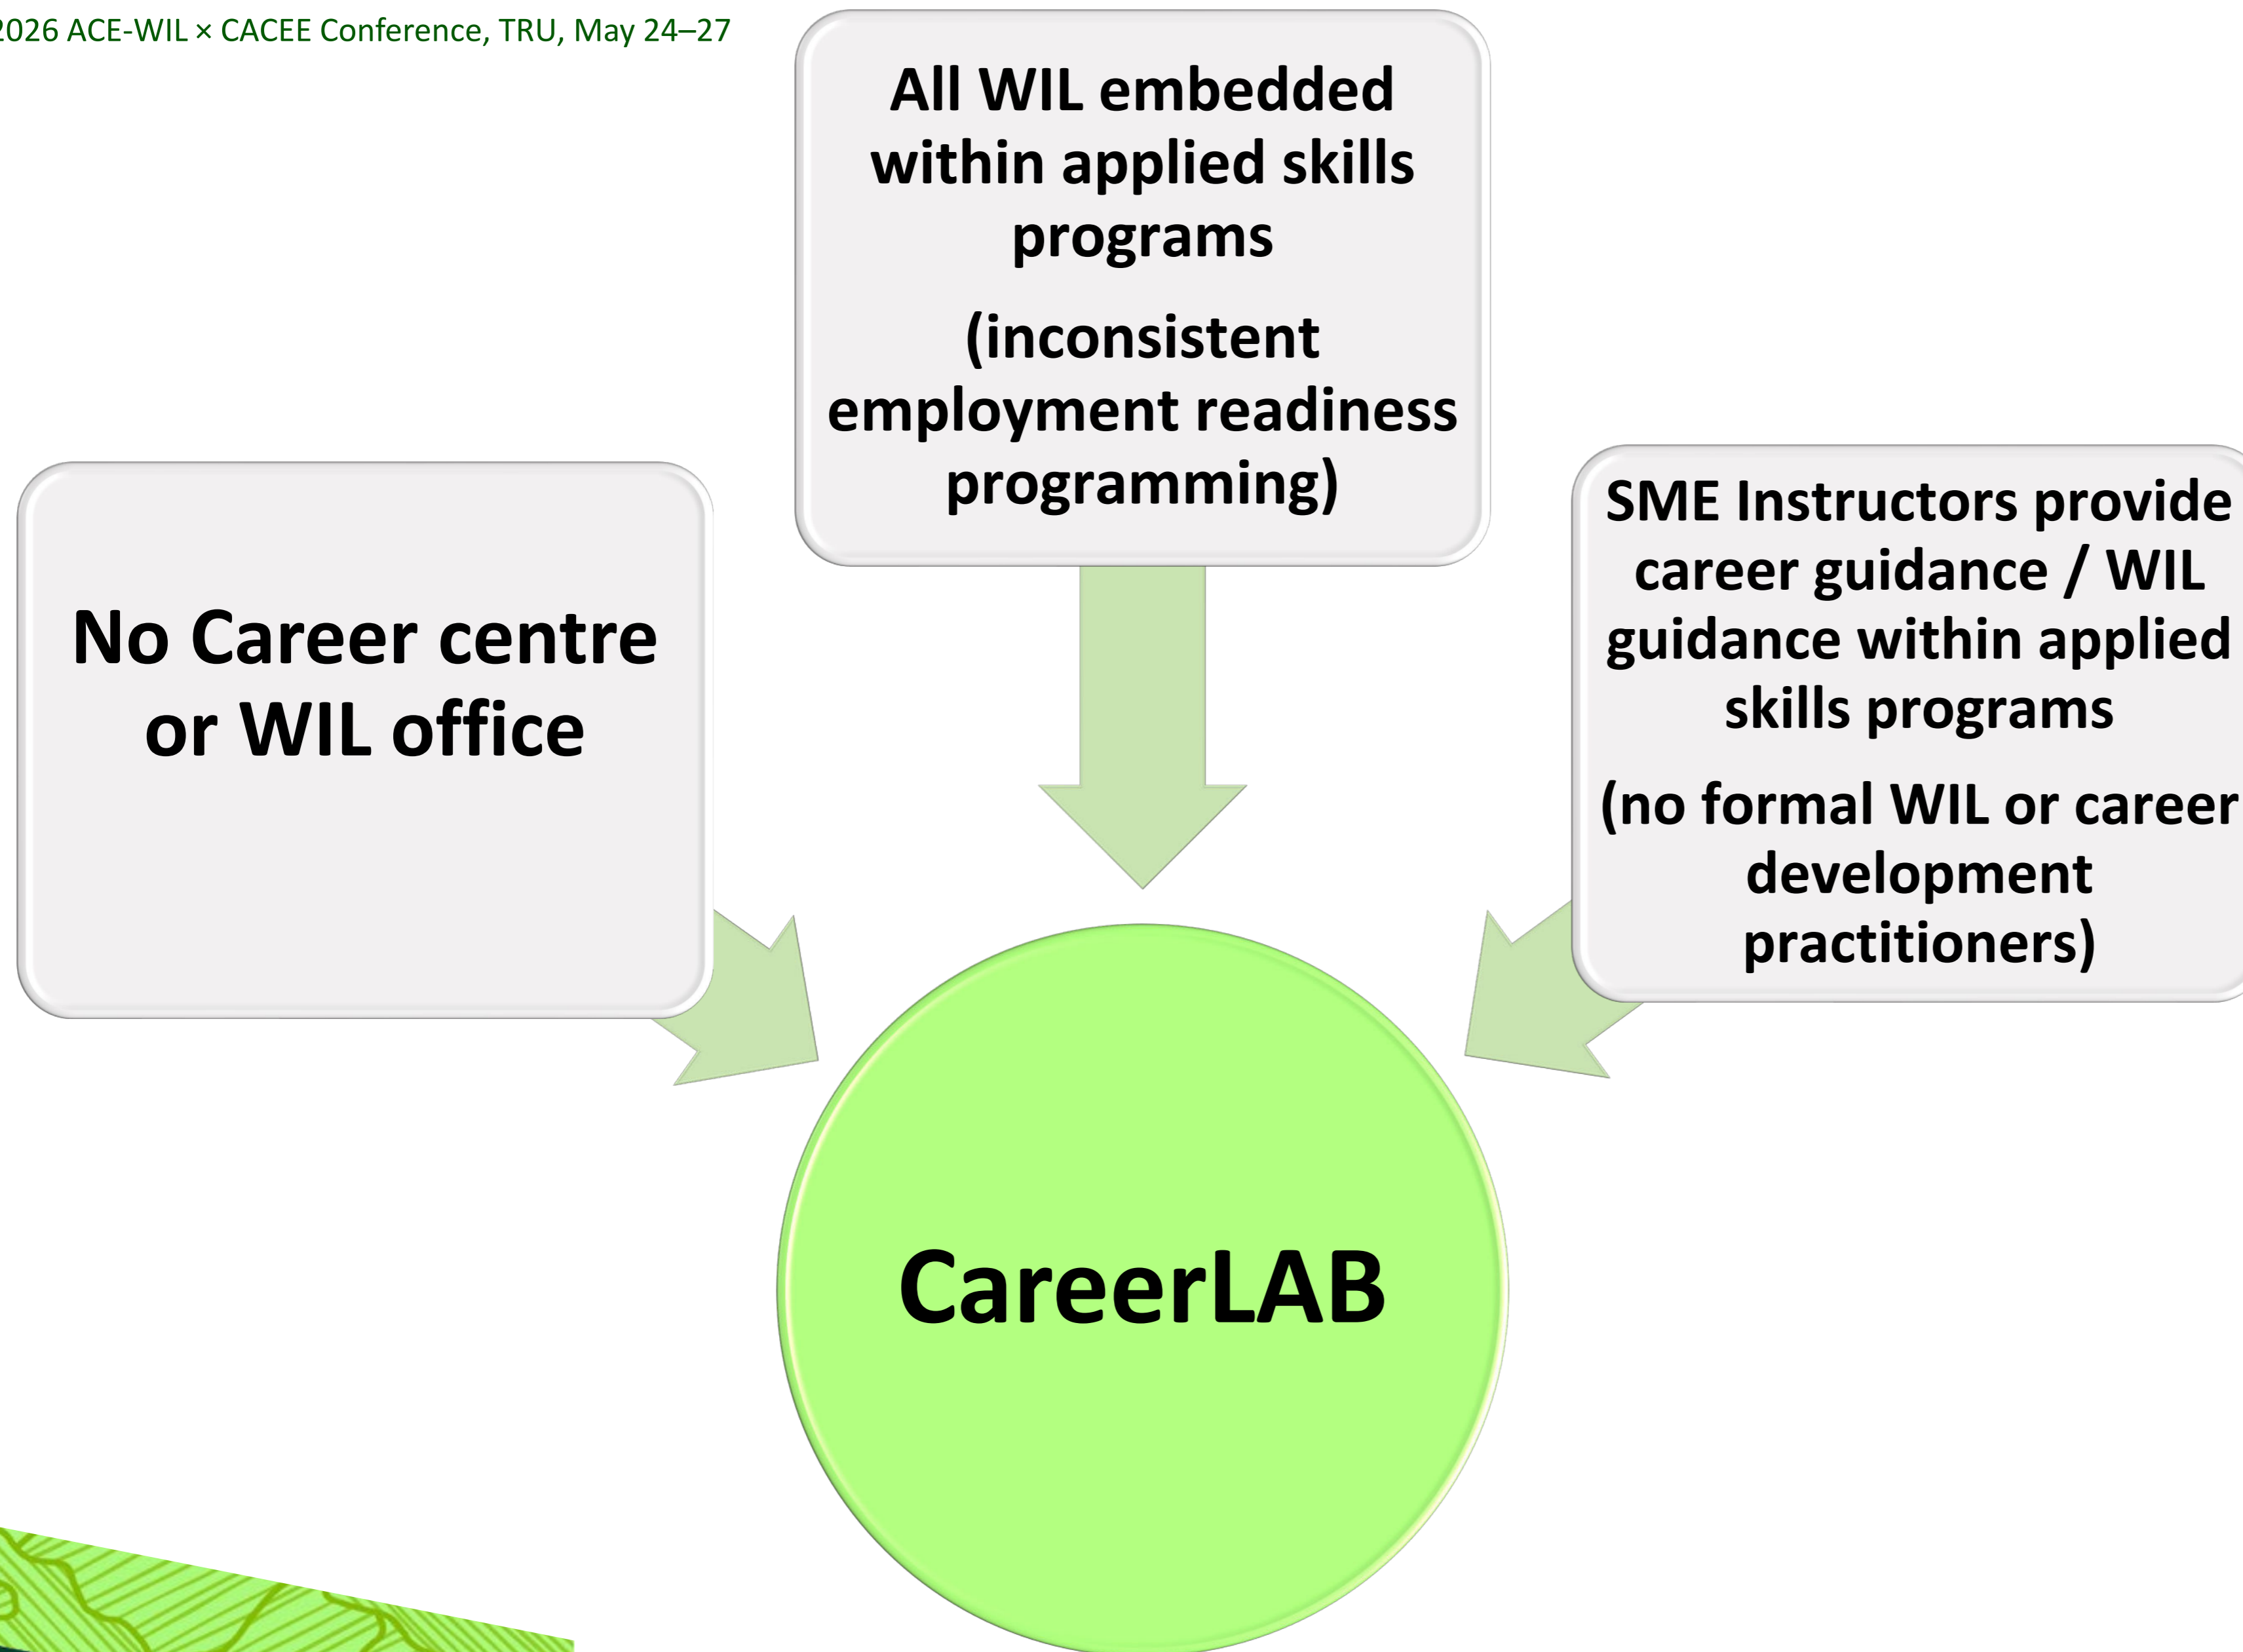 2026 ACE-WIL × CACEE Conference, TRU, May 24–27
All WIL embedded
within applied skills
programs
(inconsistent
employment readiness
programming)
No Career centre
or WIL office
SME Instructors provide
career guidance / WIL
guidance within applied
skills programs
(no formal WIL or career
development
practitioners)
CareerLAB